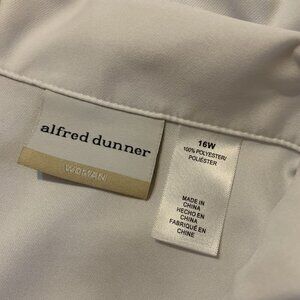 alfred dunner
WOMAN
16W
100% POLYESTER/
POLIÉSTER
MADE IN
CHINA
HECHO EN
CHINA
FABRIQUÉ EN
CHINE